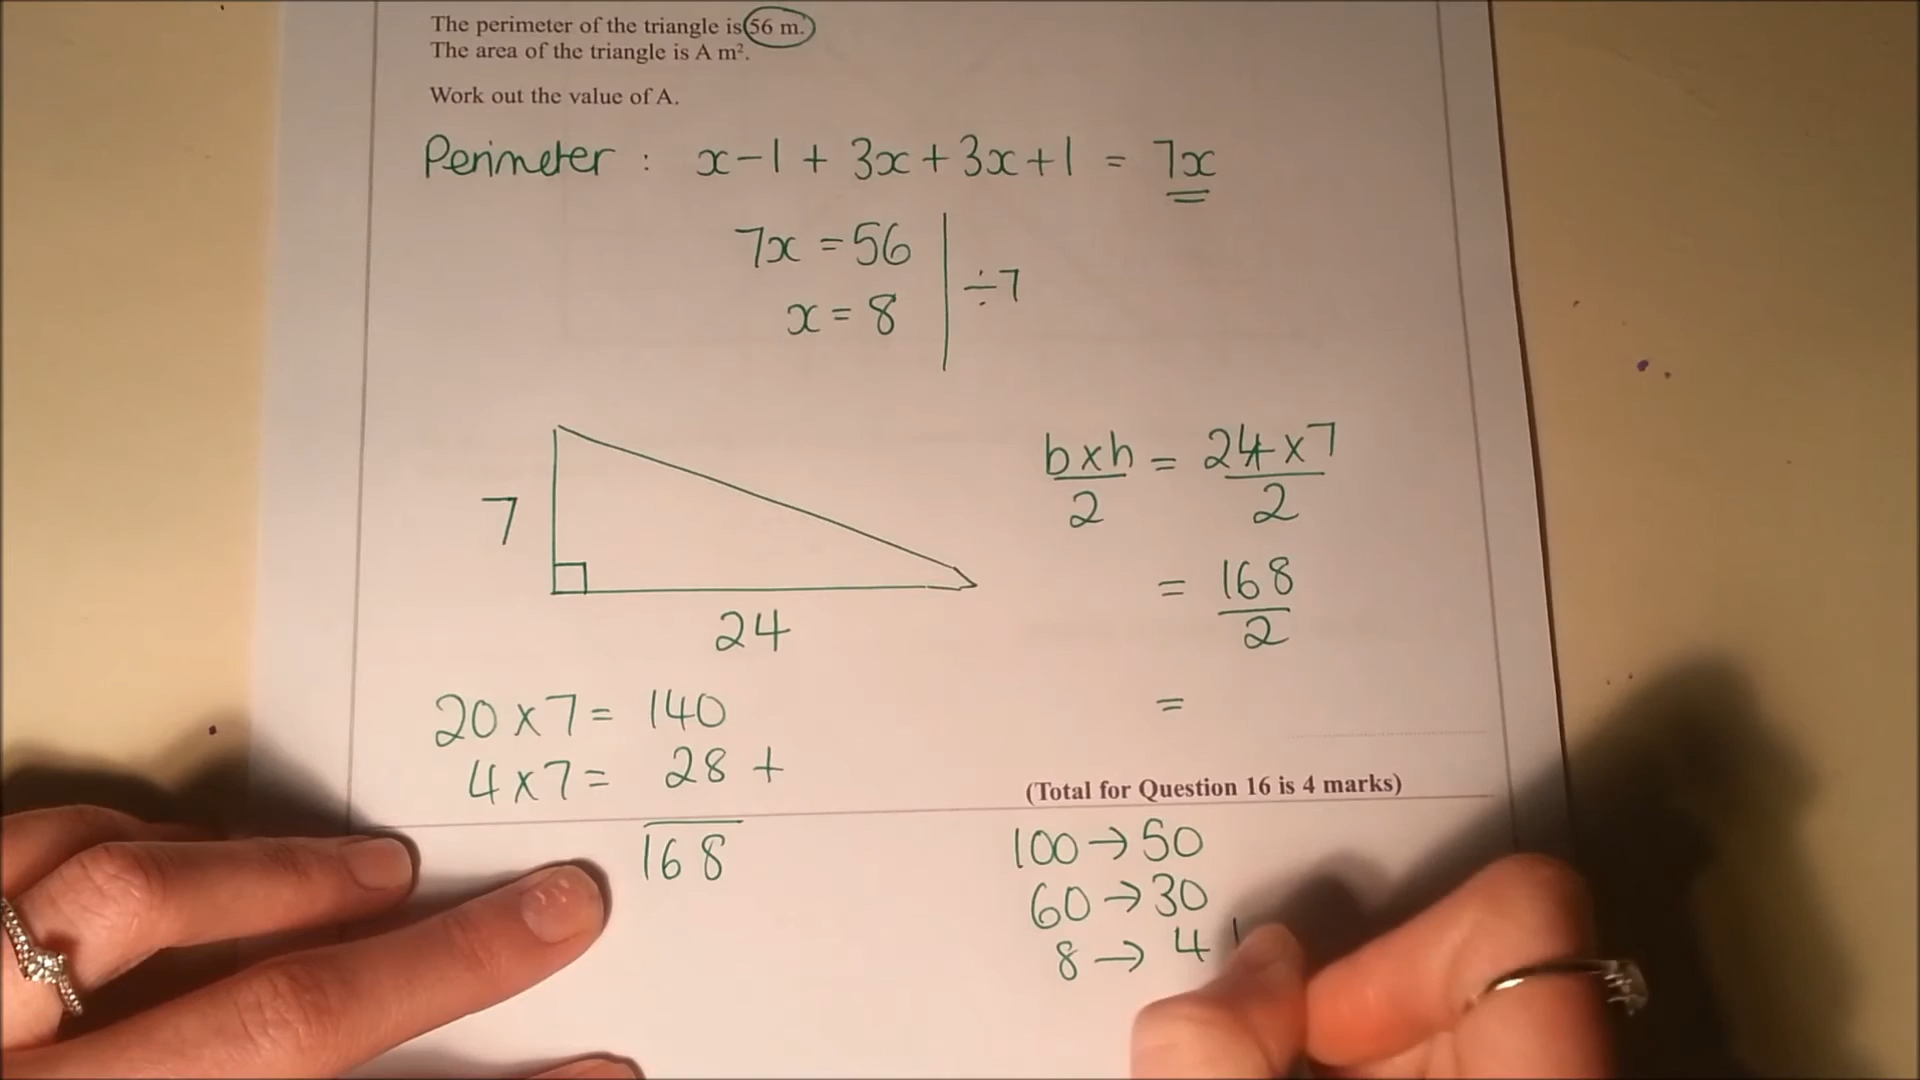 The perimeter of the triangle is 56 m.
The area of the triangle is A m².
Work out the value of A.
Perimeter : x-1 + 3x+3x+1 = 7x
7x = 56
÷7
x = 8
b×h/2 = 24×7/2
7
= 168/2
24
20 × 7 = 140
=
4 × 7 = 28 +
(Total for Question 16 is 4 marks)
168
100 → 50
60 → 30
8 → 4